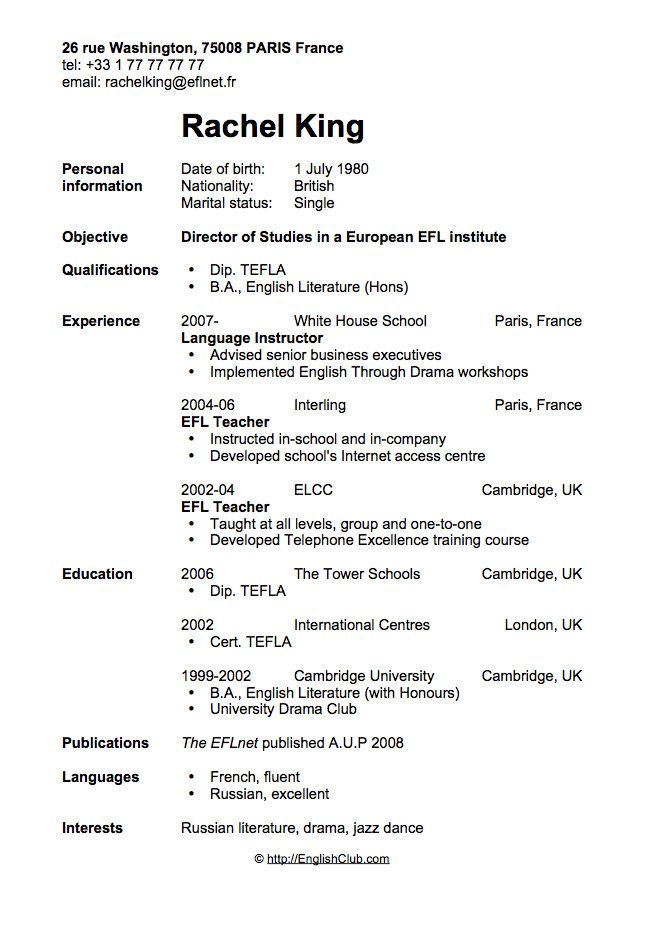 26 rue Washington, 75008 PARIS France
tel: +33 1 77 77 77 77
email: rachelking@eflnet.fr
Rachel King
Personal information
Date of birth: 1 July 1980
Nationality: British
Marital status: Single
Objective Director of Studies in a European EFL institute
Qualifications • Dip. TEFLA
• B.A., English Literature (Hons)
Experience 2007- White House School Paris, France
Language Instructor
• Advised senior business executives
• Implemented English Through Drama workshops
2004-06 Interling Paris, France
EFL Teacher
• Instructed in-school and in-company
• Developed school's Internet access centre
2002-04 ELCC Cambridge, UK
EFL Teacher
• Taught at all levels, group and one-to-one
• Developed Telephone Excellence training course
Education 2006 The Tower Schools Cambridge, UK
• Dip. TEFLA
2002 International Centres London, UK
• Cert. TEFLA
1999-2002 Cambridge University Cambridge, UK
• B.A., English Literature (with Honours)
• University Drama Club
Publications The EFLnet published A.U.P 2008
Languages • French, fluent
• Russian, excellent
Interests Russian literature, drama, jazz dance
© http://EnglishClub.com